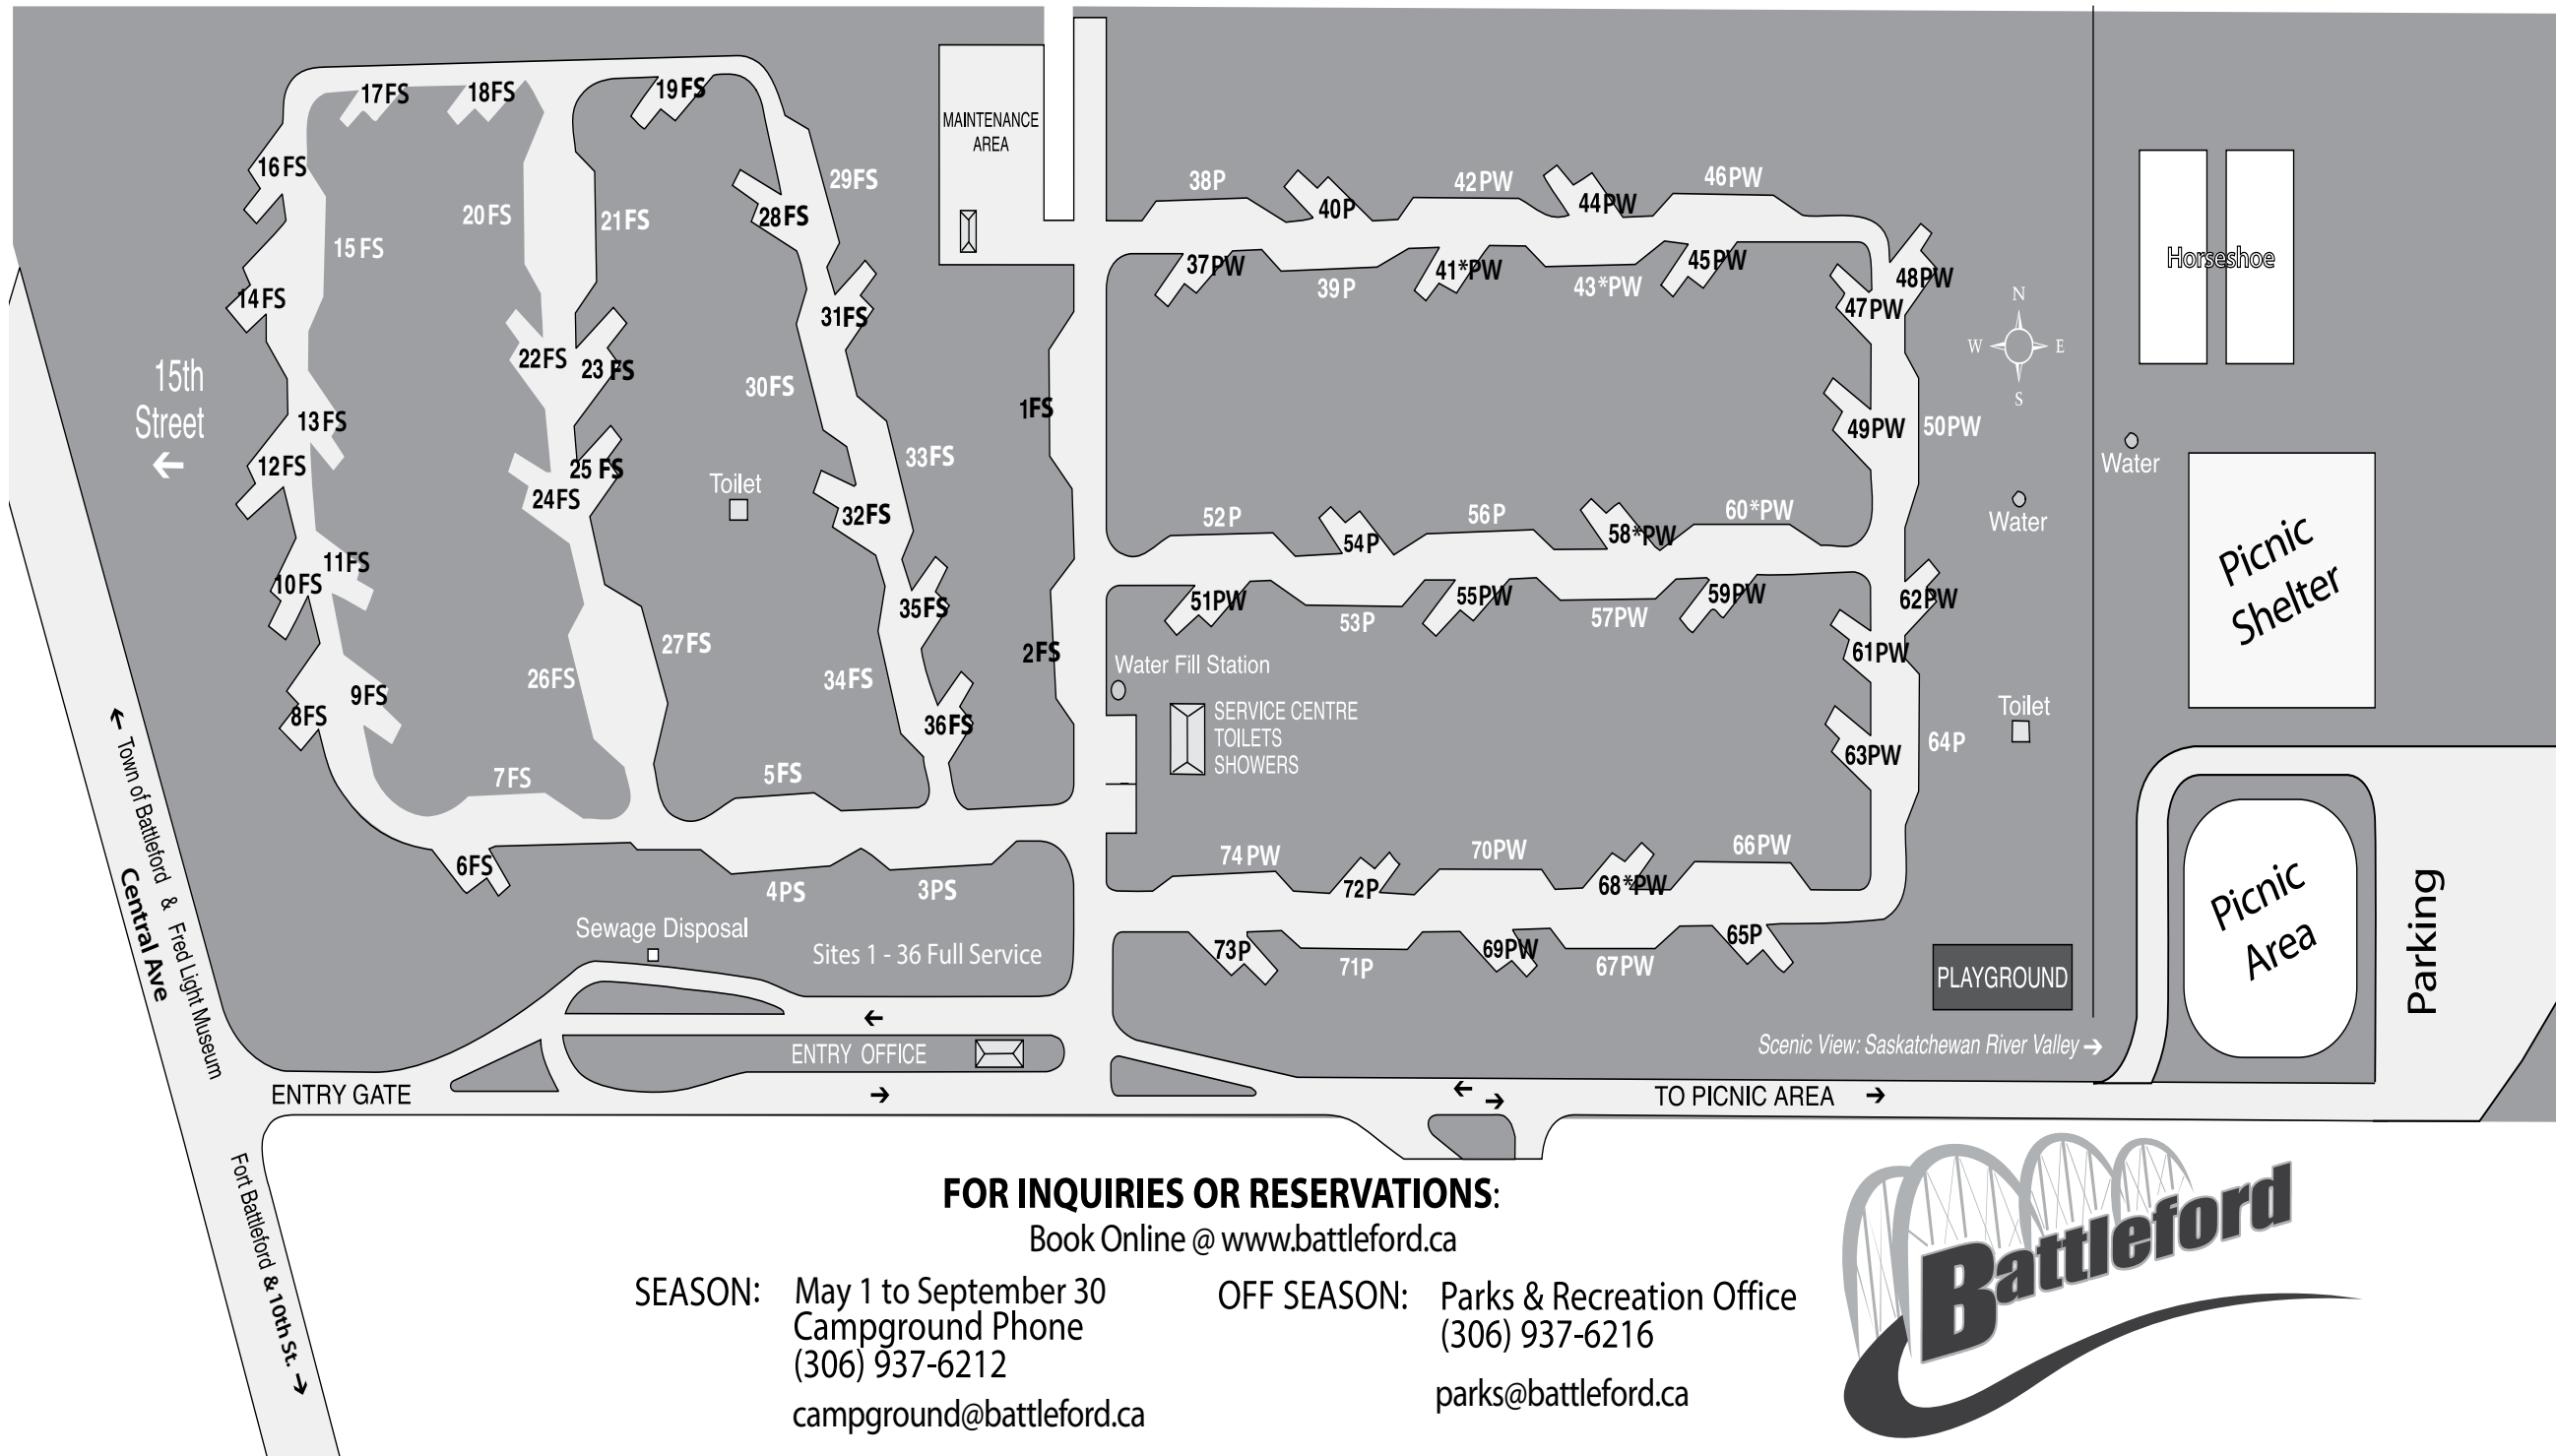 17FS
18FS
19FS
MAINTENANCE
AREA
16FS
29FS
38P
40P
42PW
44PW
46PW
20FS
21FS
28FS
15FS
14FS
31FS
37PW
39P
41*PW
43*PW
45PW
47PW
48PW
Horseshoe
N
W
E
S
15th
Street
←
22FS
23FS
30FS
1FS
13FS
49PW
50PW
12FS
25FS
24FS
33FS
Toilet
32FS
Water
Water
52P
54P
56P
58*PW
60*PW
11FS
10FS
35FS
51PW
53P
55PW
57PW
59PW
62PW
61PW
Picnic
Shelter
27FS
2FS
26FS
34FS
Water Fill Station
9FS
8FS
36FS
SERVICE CENTRE
TOILETS
SHOWERS
63PW
64P
Toilet
7FS
5FS
6FS
4PS
3PS
74PW
72P
70PW
68*PW
66PW
← Town of Battleford & Fred Light Museum
Central Ave
Sewage Disposal
Sites 1 - 36 Full Service
73P
71P
69PW
67PW
65P
PLAYGROUND
Picnic
Area
Parking
←
ENTRY OFFICE
Scenic View: Saskatchewan River Valley →
ENTRY GATE
→
←
→
TO PICNIC AREA →
Fort Battleford & 10th St. →
FOR INQUIRIES OR RESERVATIONS:
Book Online @ www.battleford.ca
SEASON: May 1 to September 30
Campground Phone
(306) 937-6212
campground@battleford.ca
OFF SEASON: Parks & Recreation Office
(306) 937-6216
parks@battleford.ca
Battleford